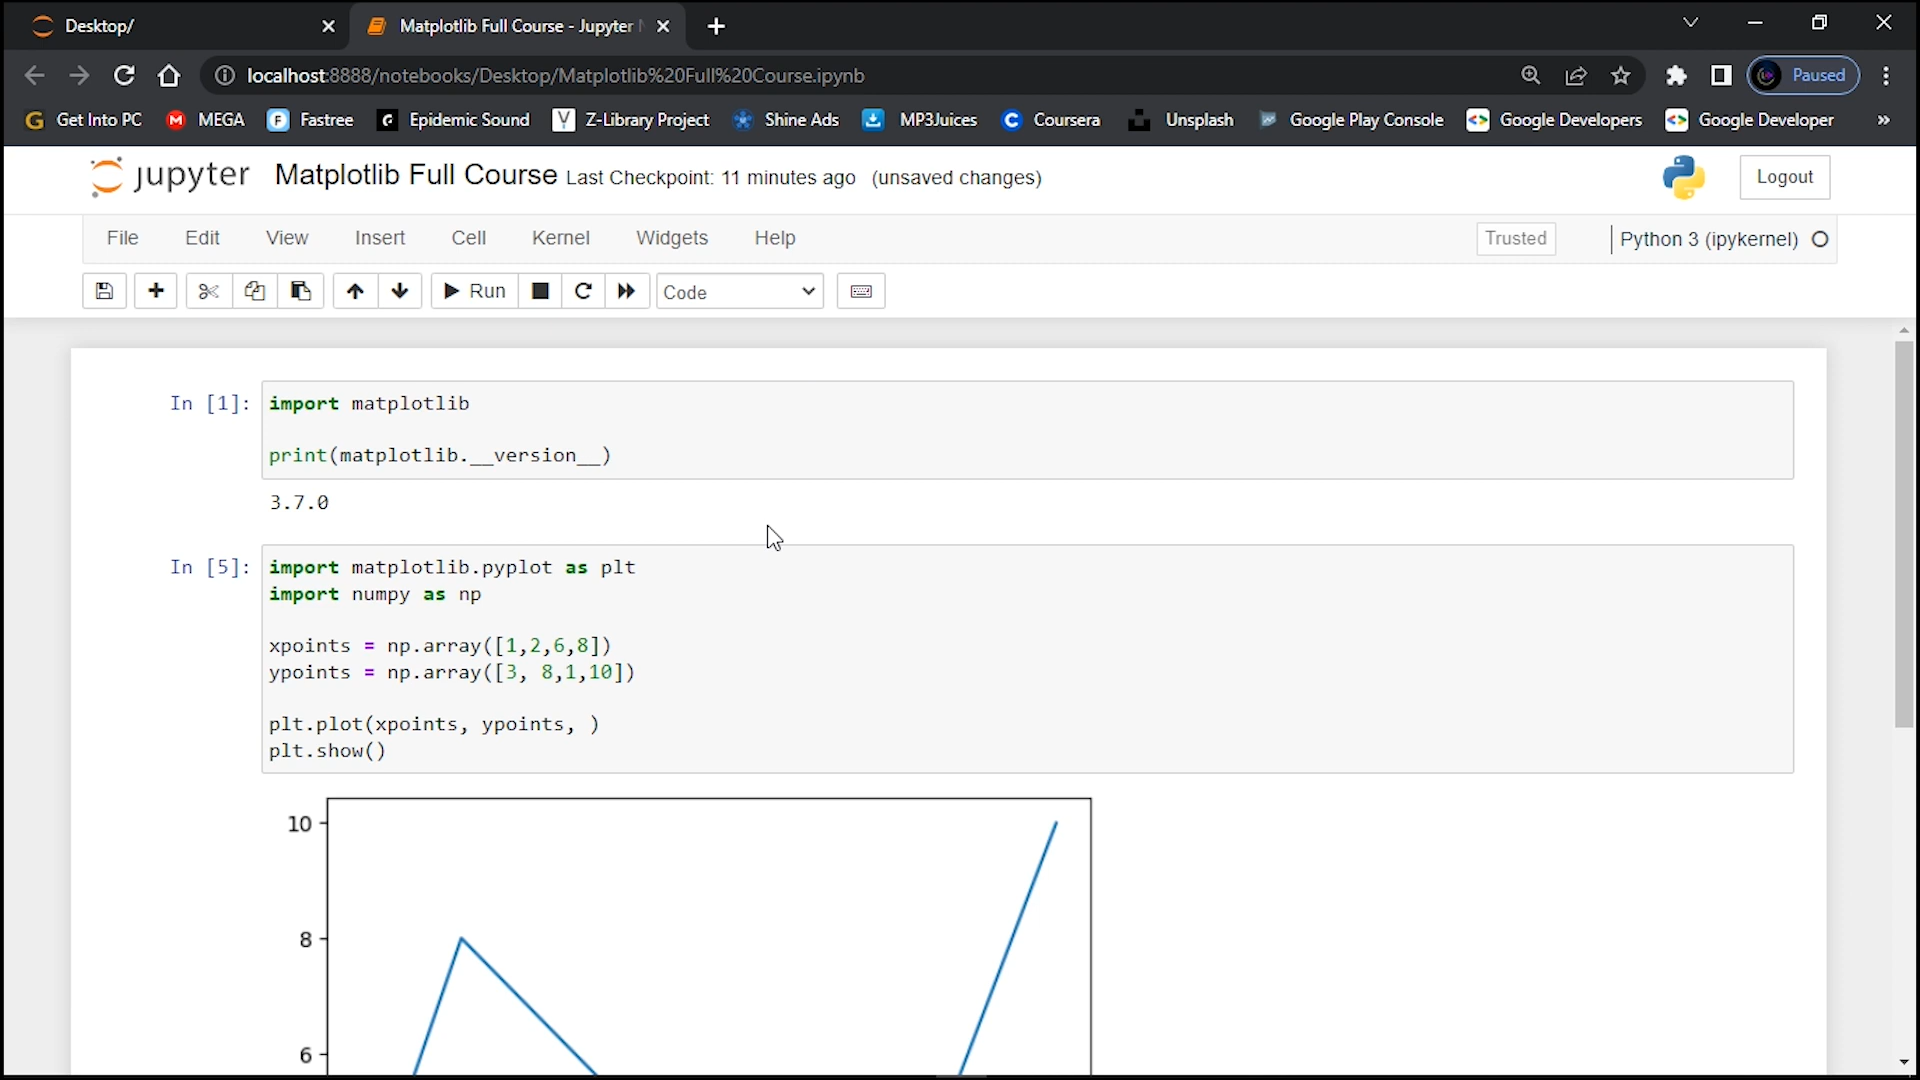 Desktop/
Matplotlib Full Course - Jupyter
localhost:8888/notebooks/Desktop/Matplotlib%20Full%20Course.ipynb
Paused
Get Into PC
MEGA
Fastree
Epidemic Sound
Z-Library Project
Shine Ads
MP3Juices
Coursera
Unsplash
Google Play Console
Google Developers
Google Developer
»
jupyter
Matplotlib Full Course Last Checkpoint: 11 minutes ago (unsaved changes)
Logout
File Edit View Insert Cell Kernel Widgets Help
Trusted
Python 3 (ipykernel)
Run
Code
In [1]:
import matplotlib
print(matplotlib.__version__)
3.7.0
In [5]:
import matplotlib.pyplot as plt
import numpy as np
xpoints = np.array([1,2,6,8])
ypoints = np.array([3, 8,1,10])
plt.plot(xpoints, ypoints, )
plt.show()
10
8
6